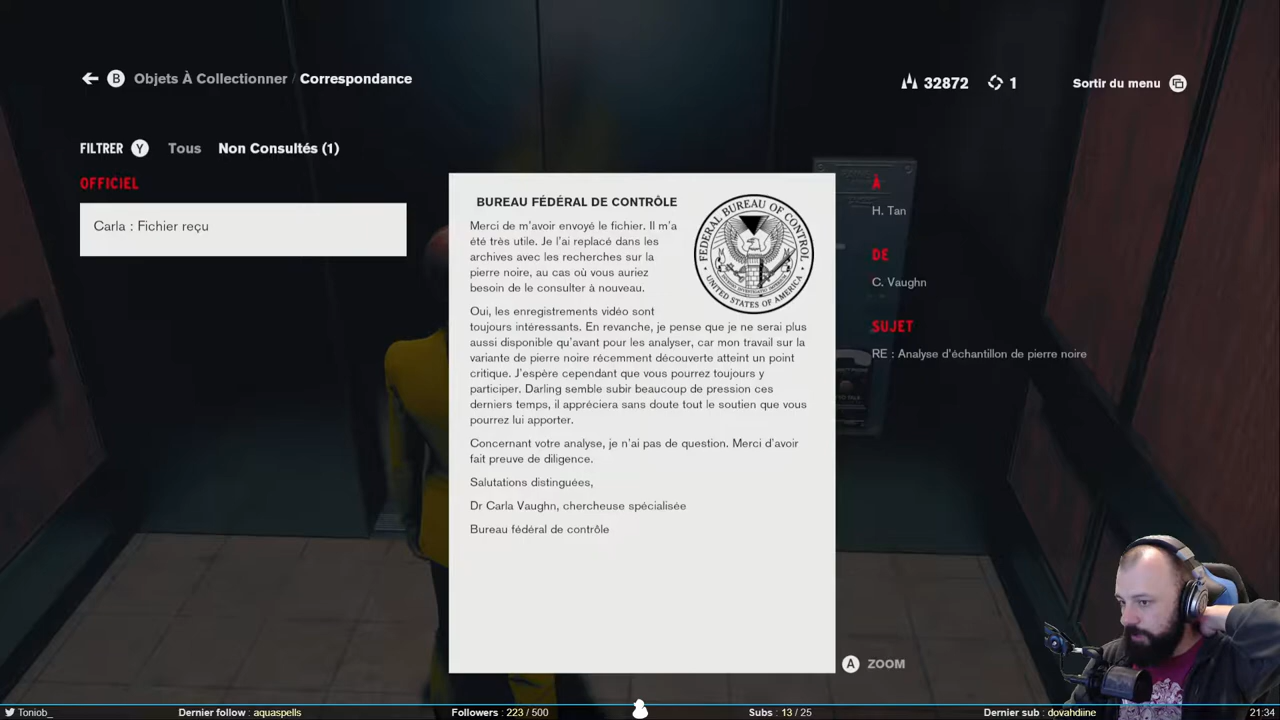 B Objets À Collectionner / Correspondance
32872 1
Sortir du menu
FILTRER Y Tous Non Consultés (1)
OFFICIEL
Carla : Fichier reçu
BUREAU FÉDÉRAL DE CONTRÔLE
Merci de m'avoir envoyé le fichier. Il m'a
été très utile. Je l'ai replacé dans les
archives avec les recherches sur la
pierre noire, au cas où vous auriez
besoin de le consulter à nouveau.
Oui, les enregistrements vidéo sont
toujours intéressants. En revanche, je pense que je ne serai plus
aussi disponible qu'avant pour les analyser, car mon travail sur la
variante de pierre noire récemment découverte atteint un point
critique. J'espère cependant que vous pourrez toujours y
participer. Darling semble subir beaucoup de pression ces
derniers temps, il appréciera sans doute tout le soutien que vous
pourrez lui apporter.
Concernant votre analyse, je n'ai pas de question. Merci d'avoir
fait preuve de diligence.
Salutations distinguées,
Dr Carla Vaughn, chercheuse spécialisée
Bureau fédéral de contrôle
FEDERAL BUREAU OF CONTROL
UNITED STATES OF AMERICA
À
H. Tan
DE
C. Vaughn
SUJET
RE : Analyse d'échantillon de pierre noire
A ZOOM
Toniob_ Dernier follow : aquaspells Followers : 223 / 500 Subs : 13 / 25 Dernier sub : dovahdiine 21:34